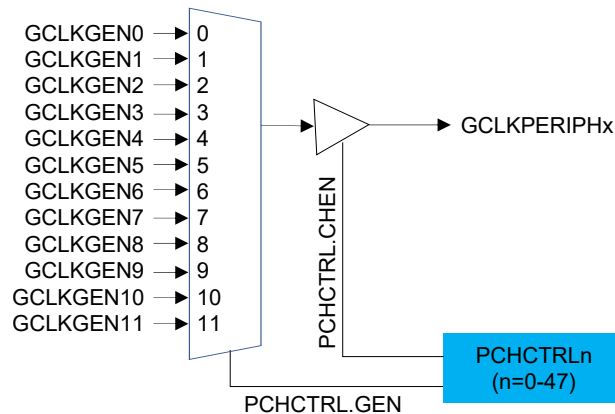 GCLKGEN0 0
GCLKGEN1 1
GCLKGEN2 2
GCLKGEN3 3
GCLKGEN4 4
GCLKGEN5 5
GCLKGEN6 6
GCLKGEN7 7
GCLKGEN8 8
GCLKGEN9 9
GCLKGEN10 10
GCLKGEN11 11
GCLKPERIPHx
PCHCTRL.CHEN
PCHCTRLn
(n=0-47)
PCHCTRL.GEN